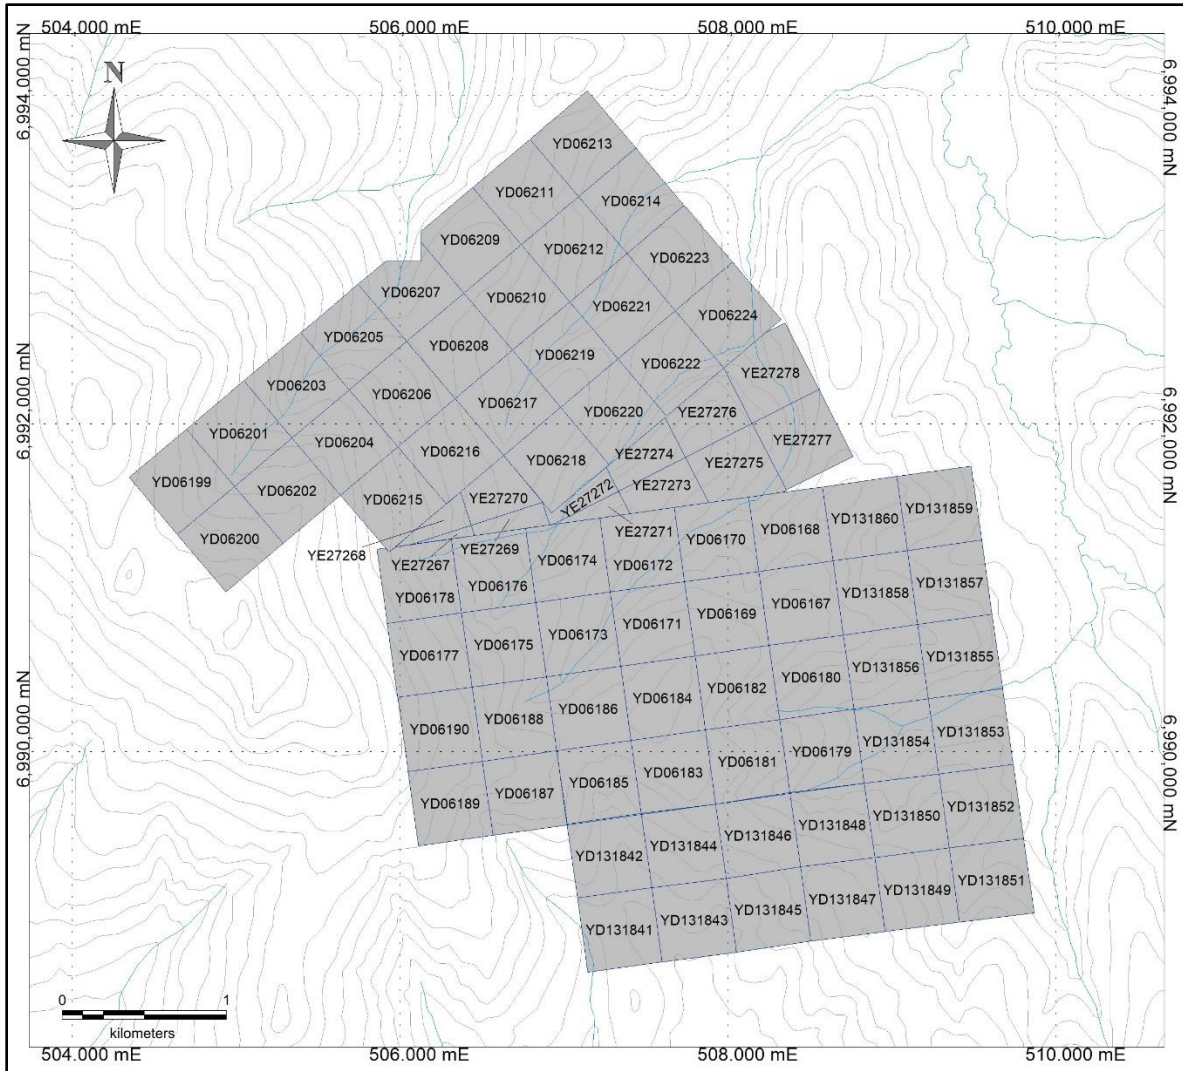 504,000 mE
506,000 mE
508,000 mE
510,000 mE
6,994,000 mN
6,994,000 mN
N
YD06213
YD06211
YD06214
YD06209
YD06212
YD06223
YD06207
YD06210
YD06221
YD06224
YD06205
YD06208
YD06219
YD06222
YE27278
YD06203
YD06206
YD06217
YD06220
YE27276
6,992,000 mN
6,992,000 mN
YD06201
YD06204
YD06216
YD06218
YE27274
YE27277
YE27275
YD06199
YD06202
YD06215
YE27270
YE27272
YE27273
YD06200
YE27268
YE27267
YE27269
YD06174
YE27271
YD06170
YD06168
YD131860
YD131859
YD06178
YD06176
YD06172
YD06177
YD06175
YD06173
YD06171
YD06169
YD06167
YD131858
YD131857
YD06190
YD06188
YD06186
YD06184
YD06182
YD06180
YD131856
YD131855
6,990,000 mN
6,990,000 mN
YD06189
YD06187
YD06185
YD06183
YD06181
YD06179
YD131854
YD131853
YD131842
YD131844
YD131846
YD131848
YD131850
YD131852
YD131841
YD131843
YD131845
YD131847
YD131849
YD131851
0
1
kilometers
504,000 mE
506,000 mE
508,000 mE
510,000 mE